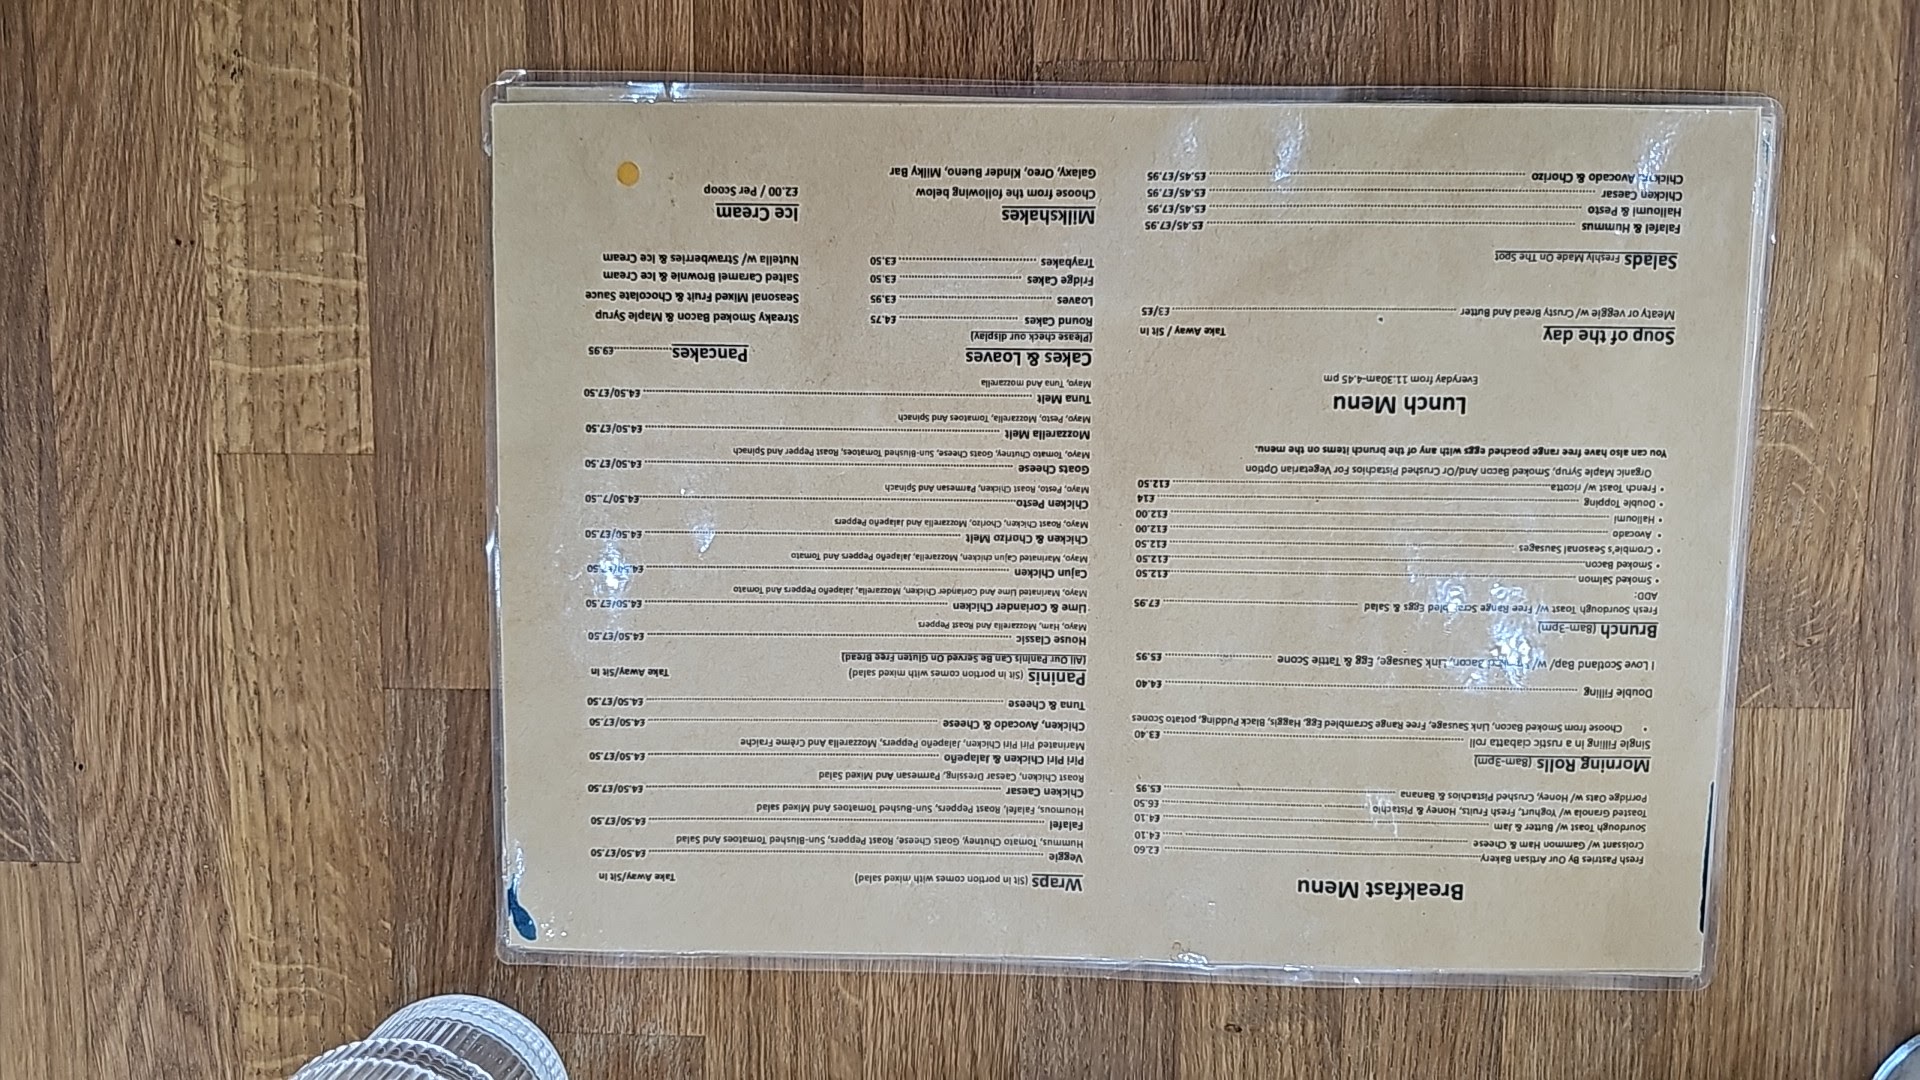 Breakfast Menu
Fresh Pastries By Our Artisan Bakery £2.60
Croissant w/ Gammon Ham & Cheese £4.10
Sourdough Toast w/ Butter & Jam £4.10
Toasted Granola w/ Yoghurt, Fresh Fruits, Honey & Pistachio £6.50
Porridge Oats w/ Honey, Crushed Pistachios & Banana £5.95
Morning Rolls (8am-3pm)
Single Filling in a rustic ciabatta roll £3.40
• Choose from Smoked Bacon, Link Sausage, Free Range Scrambled Egg, Haggis, Black Pudding, potato Scones
Double Filling £4.40
I Love Scotland Bap/ w/ Bacon, Link Sausage, Egg & Tattie Scone £5.95
Brunch (8am-3pm)
Fresh Sourdough Toast w/ Free Range Scrambled Eggs & Salad £7.95
ADD:
• Smoked Salmon £12.50
• Smoked Bacon £12.50
• Crombie's Seasonal Sausages £12.50
• Avocado £12.00
• Halloumi £12.00
• Double Topping £14
• French Toast w/ ricotta £12.50
Organic Maple Syrup, Smoked Bacon And/Or Crushed Pistachios For Vegetarian Option
You can also have free range poached eggs with any of the brunch items on the menu.
Lunch Menu
Everyday from 11.30am-4.45 pm
Soup of the day Take Away / Sit In
Meaty or veggie w/ Crusty Bread And Butter £3/£5
Salads Freshly Made On The Spot
Falafel & Hummus £5.45/£7.95
Halloumi & Pesto £5.45/£7.95
Chicken Caesar £5.45/£7.95
Chicken Avocado & Chorizo £5.45/£7.95
Wraps (Sit in portion comes with mixed salad) Take Away/Sit In
Veggie £4.50/£7.50
Hummus, Tomato Chutney, Goats Cheese, Roast Peppers, Sun-Blushed Tomatoes And Mixed Salad
Falafel £4.50/£7.50
Houmous, Falafel, Roast Peppers, Sun-Bushed Tomatoes And Mixed salad
Chicken Caesar £4.50/£7.50
Roast Chicken, Caesar Dressing, Parmesan And Mixed Salad
Piri Piri Chicken & Jalapeño £4.50/£7.50
Marinated Piri Piri Chicken, Jalapeño Peppers, Mozzarella And Crème Fraiche
Chicken, Avocado & Cheese £4.50/£7.50
Tuna & Cheese £4.50/£7.50
Paninis (Sit in portion comes with mixed salad) Take Away/Sit In
(All Our Paninis Can Be Served On Gluten Free Bread)
House Classic £4.50/£7.50
Mayo, Ham, Mozzarella And Roast Peppers
Lime & Coriander Chicken £4.50/£7.50
Mayo, Marinated Lime And Coriander Chicken, Mozzarella, Jalapeño Peppers And Tomato
Cajun Chicken £4.50/£7.50
Mayo, Marinated Cajun chicken, Mozzarella, Jalapeño Peppers And Tomato
Chicken & Chorizo Melt £4.50/£7.50
Mayo, Roast Chicken, Chorizo, Mozzarella And Jalapeño Peppers
Chicken Pesto £4.50/7.50
Mayo, Pesto, Roast Chicken, Parmesan And Spinach
Goats Cheese £4.50/£7.50
Mayo, Tomato Chutney, Goats Cheese, Sun-Blushed Tomatoes, Roast Pepper And Spinach
Mozzarella Melt £4.50/£7.50
Mayo, Pesto, Mozzarella, Tomatoes And Spinach
Tuna Melt £4.50/£7.50
Mayo, Tuna And mozzarella
Cakes & Loaves
(Please check our display)
Round Cakes £4.75
Loaves £3.95
Fridge Cakes £3.50
Traybakes £3.50
Milkshakes
Choose from the following below
Galaxy, Oreo, Kinder Bueno, Milky Bar
Pancakes £9.95
Streaky Smoked Bacon & Maple Syrup
Seasonal Mixed Fruit & Chocolate Sauce
Salted Caramel Brownie & Ice Cream
Nutella w/ Strawberries & Ice Cream
Ice Cream
£2.00 / Per Scoop